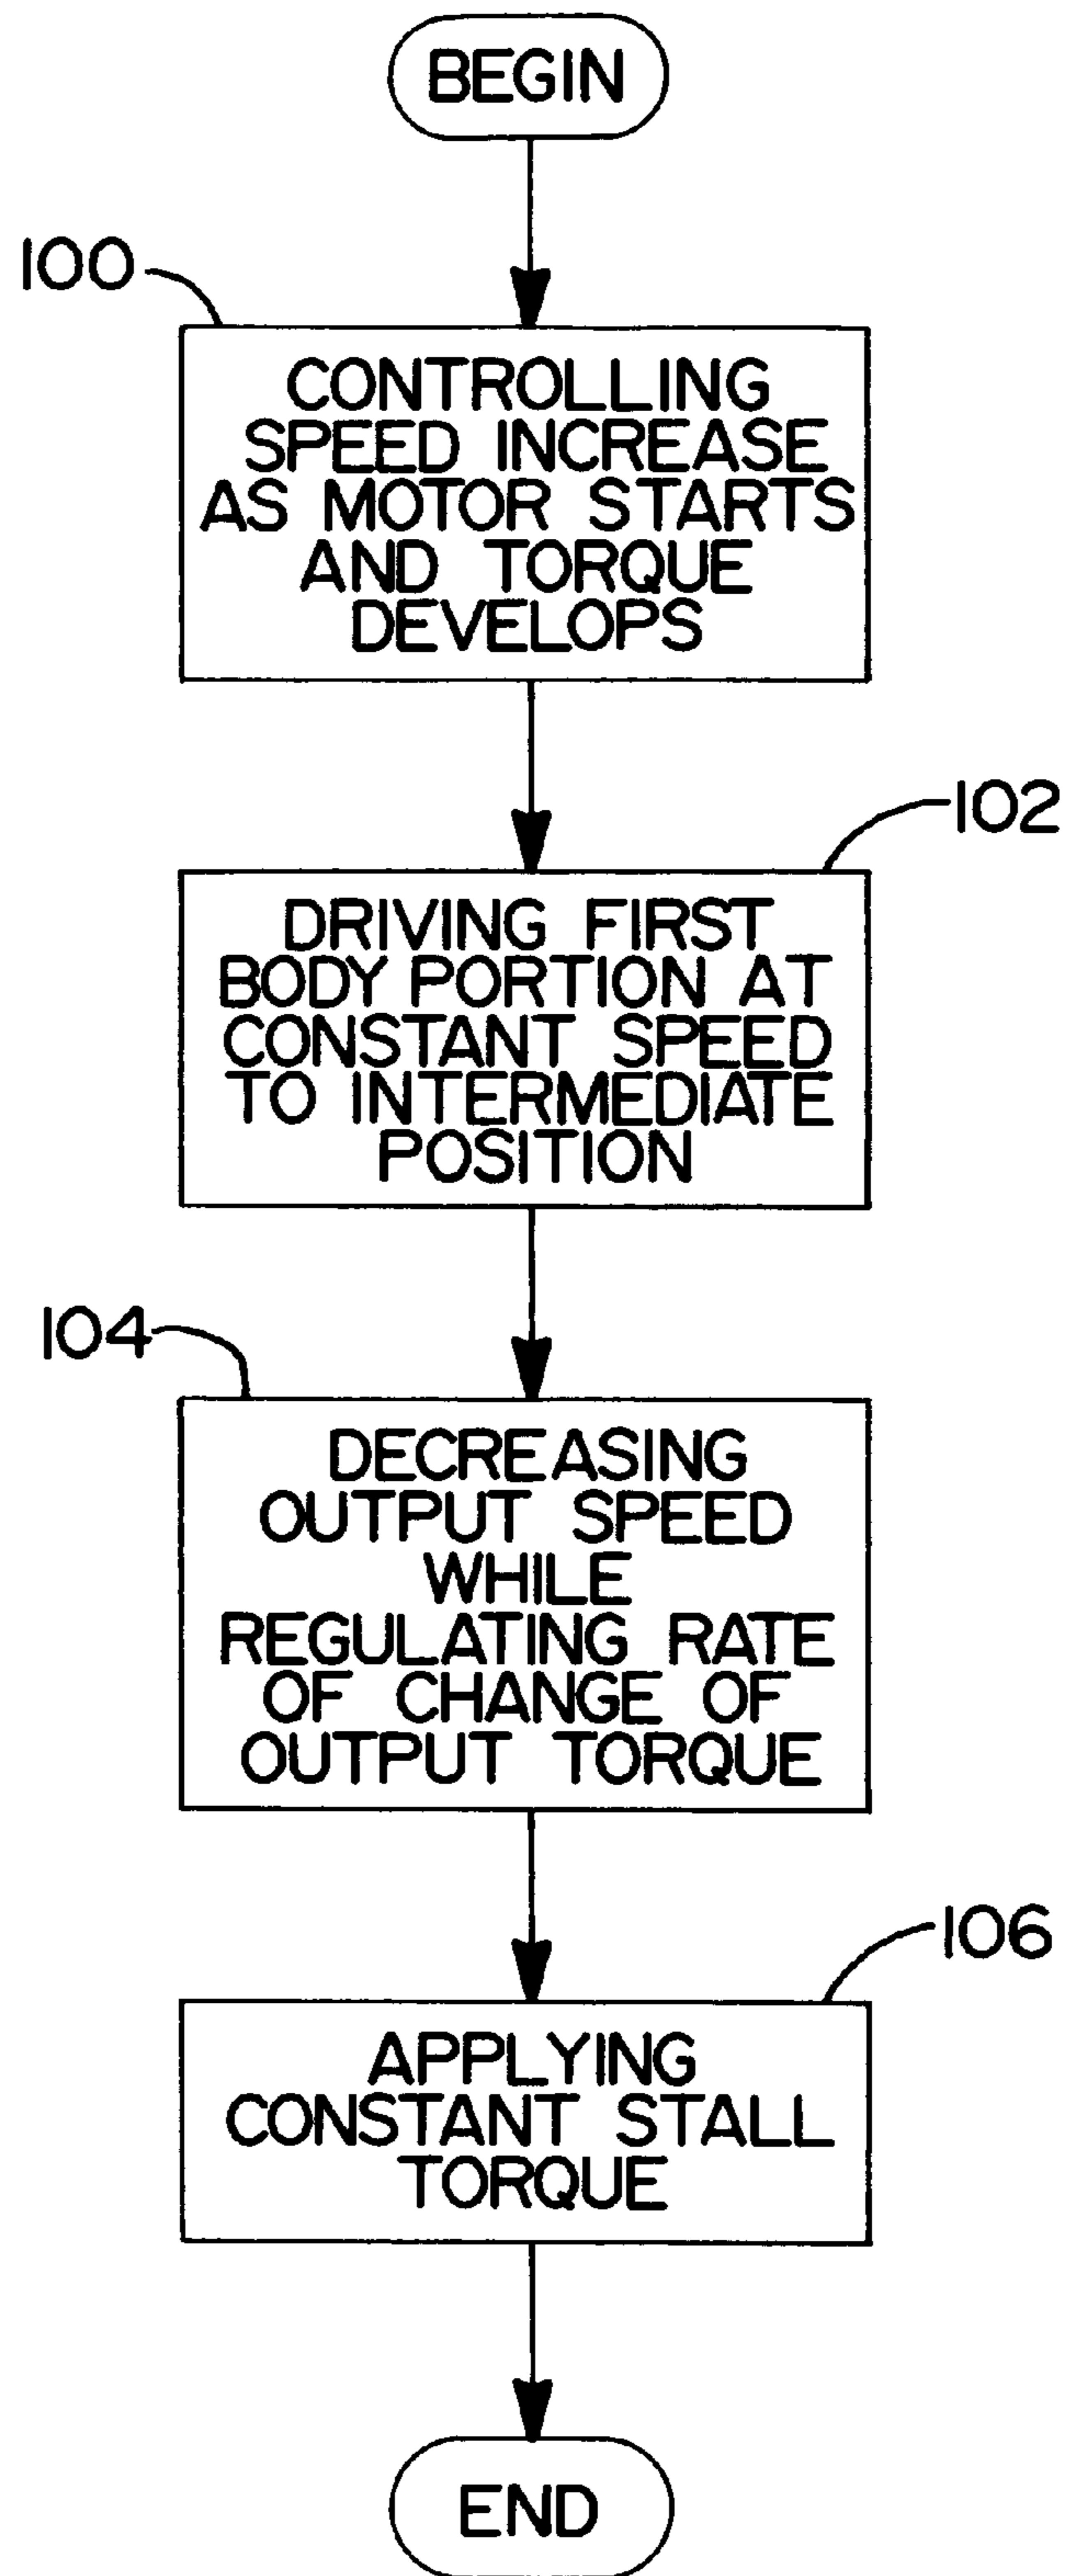 BEGIN
100
CONTROLLING
SPEED INCREASE
AS MOTOR STARTS
AND TORQUE
DEVELOPS
102
DRIVING FIRST
BODY PORTION AT
CONSTANT SPEED
TO INTERMEDIATE
POSITION
104
DECREASING
OUTPUT SPEED
WHILE
REGULATING RATE
OF CHANGE OF
OUTPUT TORQUE
106
APPLYING
CONSTANT STALL
TORQUE
END